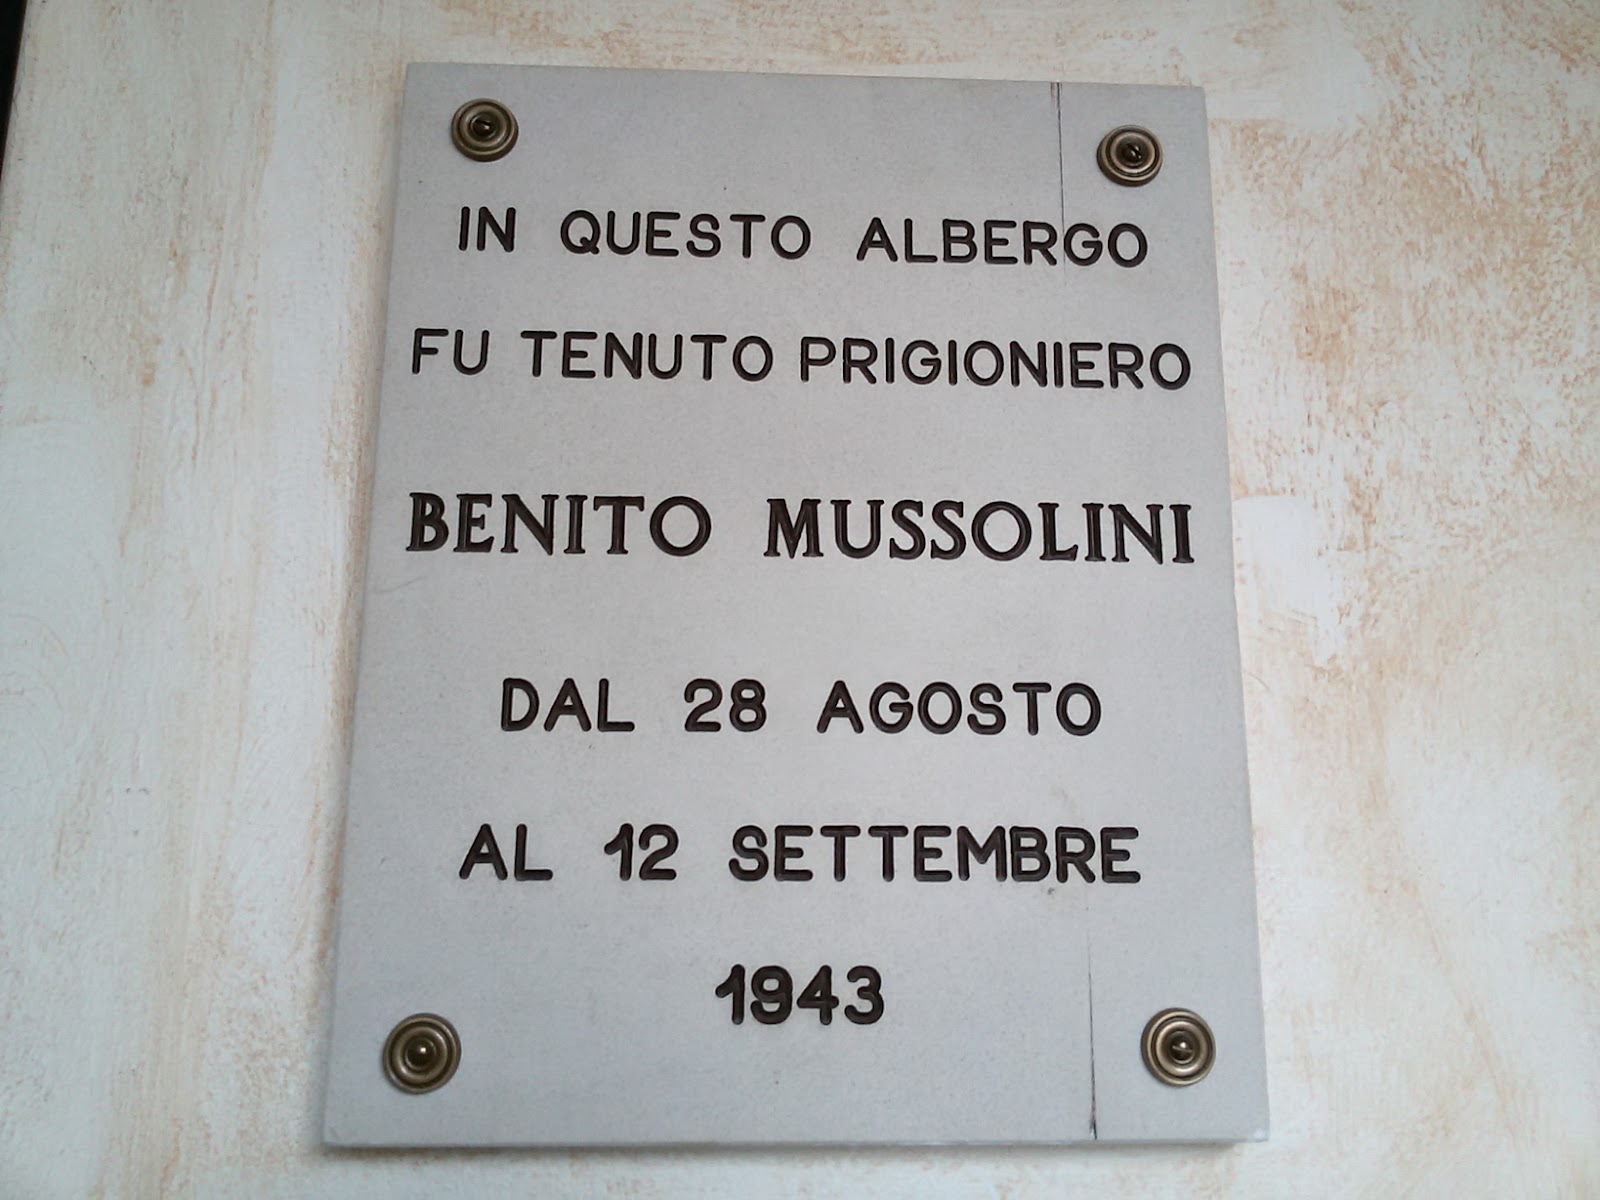 IN QUESTO ALBERGO
FU TENUTO PRIGIONIERO
BENITO MUSSOLINI
DAL 28 AGOSTO
AL 12 SETTEMBRE
1943